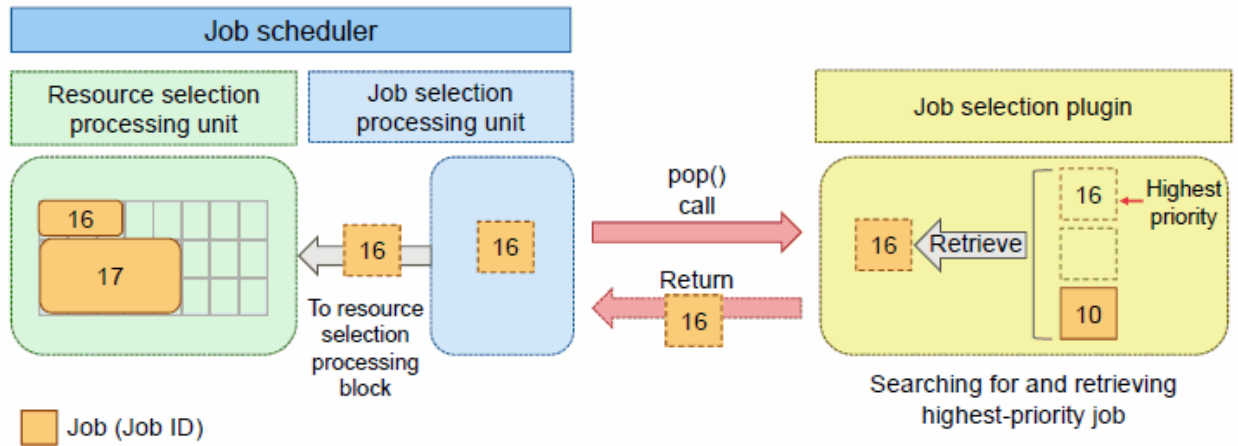 Job scheduler
Resource selection
processing unit
Job selection
processing unit
Job selection plugin
16
17
16
To resource
selection
processing
block
16
pop()
call
Return
16
16
Retrieve
16
Highest
priority
10
Searching for and retrieving
highest-priority job
Job (Job ID)